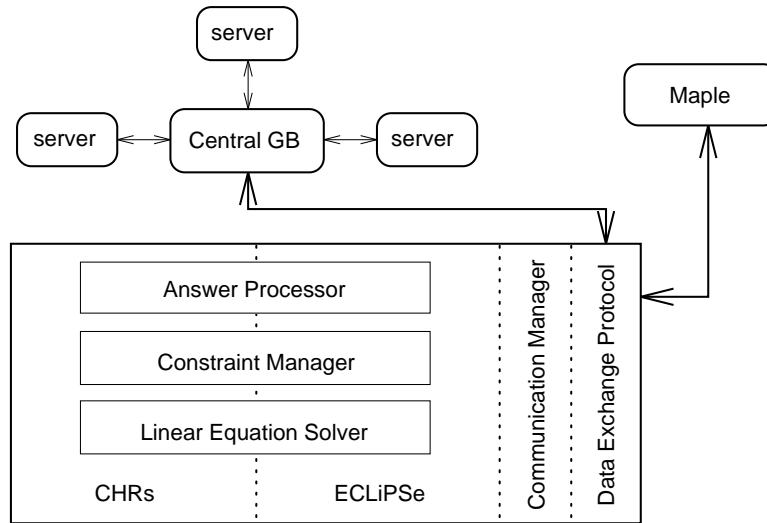 server
Maple
server
Central GB
server
Answer Processor
Constraint Manager
Linear Equation Solver
CHRs
ECLiPSe
Communication Manager
Data Exchange Protocol